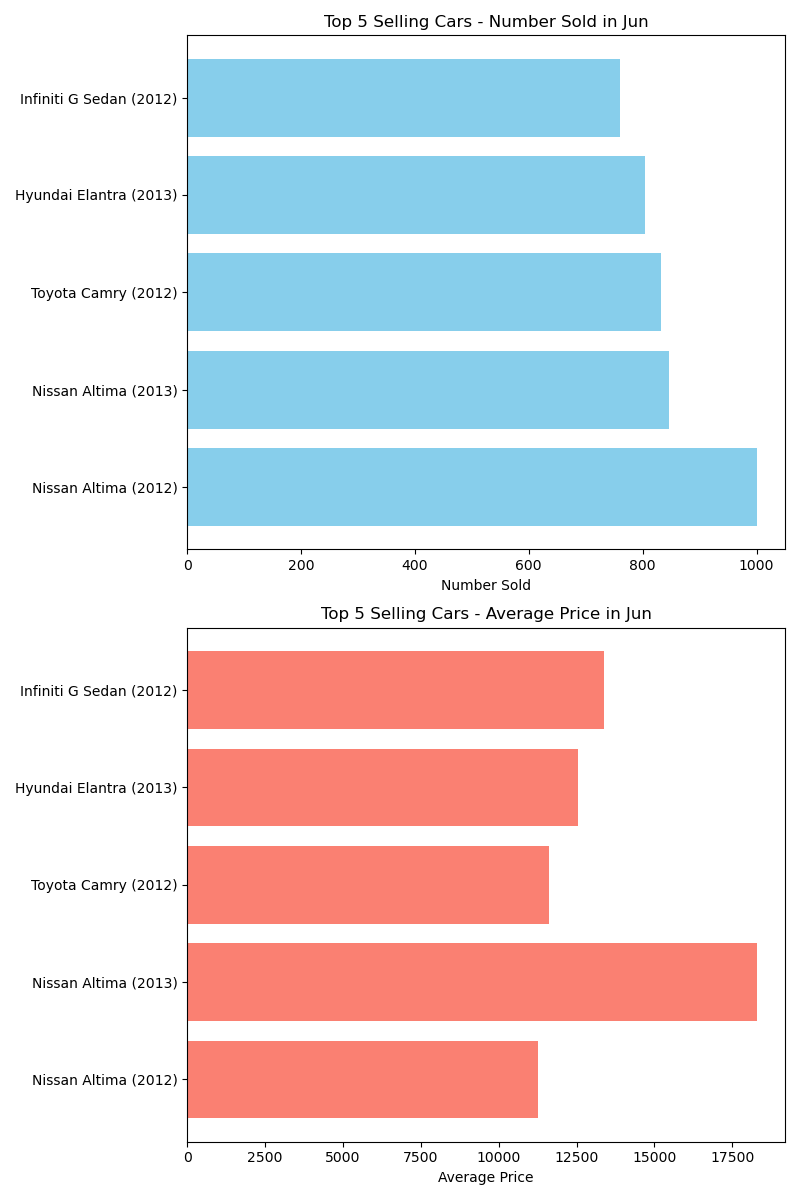 Top 5 Selling Cars - Number Sold in Jun
Infiniti G Sedan (2012)
Hyundai Elantra (2013)
Toyota Camry (2012)
Nissan Altima (2013)
Nissan Altima (2012)
0 200 400 600 800 1000
Number Sold
Top 5 Selling Cars - Average Price in Jun
Infiniti G Sedan (2012)
Hyundai Elantra (2013)
Toyota Camry (2012)
Nissan Altima (2013)
Nissan Altima (2012)
0 2500 5000 7500 10000 12500 15000 17500
Average Price